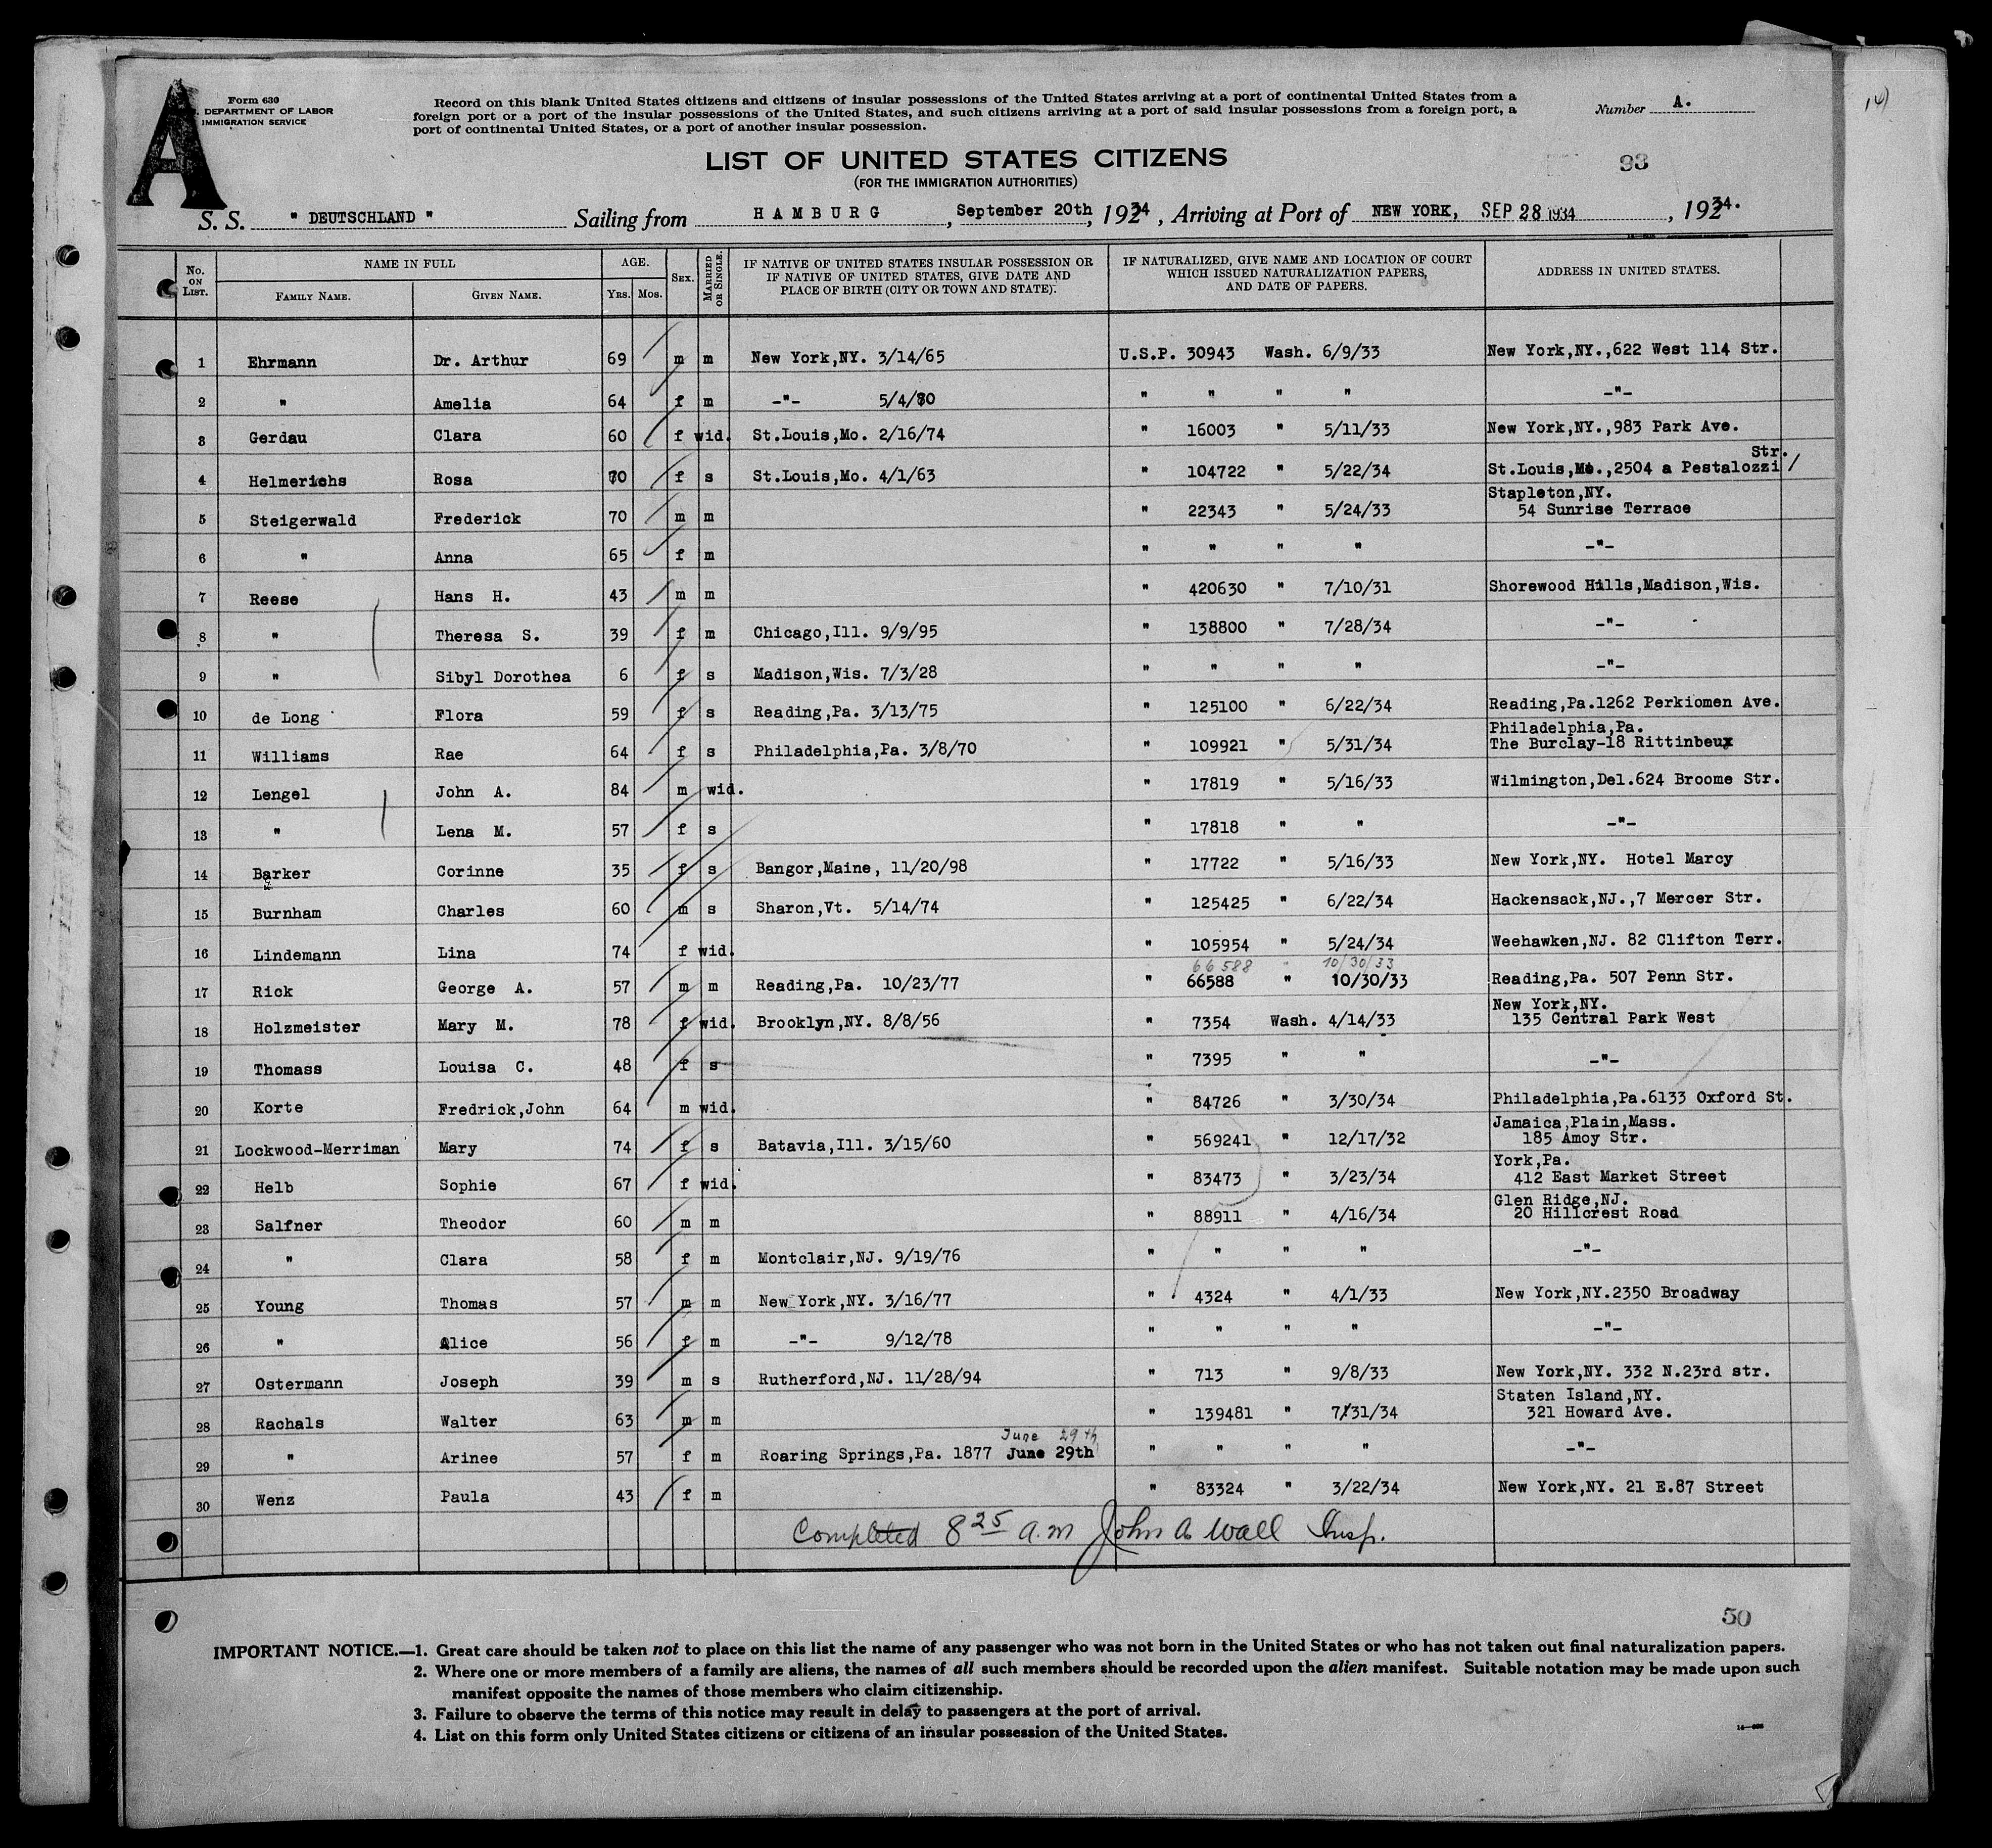 Form 630
DEPARTMENT OF LABOR
IMMIGRATION SERVICE
A
Record on this blank United States citizens and citizens of insular possessions of the United States arriving at a port of continental United States from a
foreign port or a port of the insular possessions of the United States, and such citizens arriving at a port of said insular possessions from a foreign port, a
port of continental United States, or a port of another insular possession.
Number A.
14)
LIST OF UNITED STATES CITIZENS
(FOR THE IMMIGRATION AUTHORITIES)
93
S. S. " DEUTSCHLAND " Sailing from HAMBURG, September 20th, 1934, Arriving at Port of NEW YORK, SEP 28 1934, 1934.
No. ON LIST. NAME IN FULL FAMILY NAME. GIVEN NAME. AGE. YRS. MOS. SEX. MARRIED OR SINGLE. IF NATIVE OF UNITED STATES INSULAR POSSESSION OR IF NATIVE OF UNITED STATES, GIVE DATE AND PLACE OF BIRTH (CITY OR TOWN AND STATE). IF NATURALIZED, GIVE NAME AND LOCATION OF COURT WHICH ISSUED NATURALIZATION PAPERS, AND DATE OF PAPERS. ADDRESS IN UNITED STATES.
1 Ehrmann Dr. Arthur 69 m m New York,NY. 3/14/65 U.S.P. 30943 Wash. 6/9/33 New York,NY.,622 West 114 Str.
2 " Amelia 64 f m -"- 5/4/70 " " " " -"-
3 Gerdau Clara 60 f wid. St.Louis,Mo. 2/16/74 " 16003 " 5/11/33 New York,NY.,983 Park Ave.
4 Helmerichs Rosa 70 f s St.Louis,Mo. 4/1/63 " 104722 " 5/22/34 St.Louis,Mo.,2504 a Pestalozzi Str.
5 Steigerwald Frederick 70 m m " 22343 " 5/24/33 Stapleton,NY. 54 Sunrise Terrace
6 " Anna 65 f m " " " " -"-
7 Reese Hans H. 43 m m " 420630 " 7/10/31 Shorewood Hills,Madison,Wis.
8 " Theresa S. 39 f m Chicago,Ill. 9/9/95 " 138800 " 7/28/34 -"-
9 " Sibyl Dorothea 6 f s Madison,Wis. 7/3/28 " " " " -"-
10 de Long Flora 59 f s Reading,Pa. 3/13/75 " 125100 " 6/22/34 Reading,Pa.1262 Perkiomen Ave.
11 Williams Rae 64 f s Philadelphia,Pa. 3/8/70 " 109921 " 5/31/34 Philadelphia,Pa. The Burclay-18 Rittinbeux
12 Lengel John A. 84 m wid. " 17819 " 5/16/33 Wilmington,Del.624 Broome Str.
13 " Lena M. 57 f s " 17818 " " -"-
14 Barker Corinne 35 f s Bangor,Maine, 11/20/98 " 17722 " 5/16/33 New York,NY. Hotel Marcy
15 Burnham Charles 60 m s Sharon,Vt. 5/14/74 " 125425 " 6/22/34 Hackensack,NJ.,7 Mercer Str.
16 Lindemann Lina 74 f wid. " 105954 " 5/24/34 Weehawken,NJ. 82 Clifton Terr.
66588 " 10/30/33
17 Rick George A. 57 m m Reading,Pa. 10/23/77 " 66588 " 10/30/33 Reading,Pa. 507 Penn Str.
18 Holzmeister Mary M. 78 f wid. Brooklyn,NY. 8/8/56 " 7354 Wash. 4/14/33 New York,NY. 135 Central Park West
19 Thomass Louisa C. 48 f s " 7395 " " -"-
20 Korte Fredrick,John 64 m wid. " 84726 " 3/30/34 Philadelphia,Pa.6133 Oxford St.
21 Lockwood-Merriman Mary 74 f s Batavia,Ill. 3/15/60 " 569241 " 12/17/32 Jamaica,Plain,Mass. 185 Amoy Str.
22 Helb Sophie 67 f wid. " 83473 " 3/23/34 York,Pa. 412 East Market Street
23 Salfner Theodor 60 m m " 88911 " 4/16/34 Glen Ridge,NJ. 20 Hillcrest Road
24 " Clara 58 f m Montclair,NJ. 9/19/76 " " " " -"-
25 Young Thomas 57 m m New York,NY. 3/16/77 " 4324 " 4/1/33 New York,NY.2350 Broadway
26 " Alice 56 f m -"- 9/12/78 " " " " -"-
27 Ostermann Joseph 39 m s Rutherford,NJ. 11/28/94 " 713 " 9/8/33 New York,NY. 332 N.23rd str.
28 Rachals Walter 63 m m " 139481 " 7/31/34 Staten Island,NY. 321 Howard Ave.
June 29th
29 " Arinee 57 f m Roaring Springs,Pa. 1877 June 29th " " " " -"-
30 Wenz Paula 43 f m " 83324 " 3/22/34 New York,NY. 21 E.87 Street
Completed 8 25 a.m John A Wall Insp.
50
IMPORTANT NOTICE.—1. Great care should be taken not to place on this list the name of any passenger who was not born in the United States or who has not taken out final naturalization papers.
2. Where one or more members of a family are aliens, the names of all such members should be recorded upon the alien manifest. Suitable notation may be made upon such
manifest opposite the names of those members who claim citizenship.
3. Failure to observe the terms of this notice may result in delay to passengers at the port of arrival.
4. List on this form only United States citizens or citizens of an insular possession of the United States.